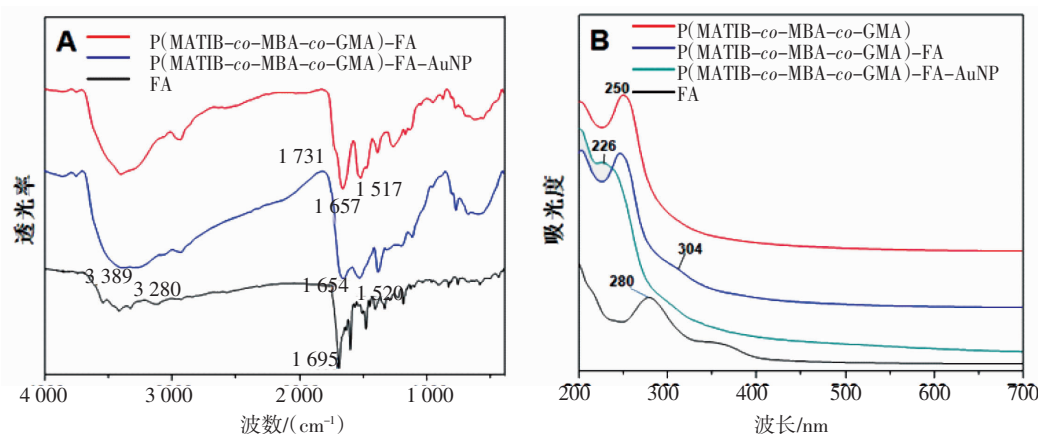 A
P(MATIB-co-MBA-co-GMA)-FA
P(MATIB-co-MBA-co-GMA)-FA-AuNP
FA
1 731
1 517
1 657
3 389
3 280
1 654
1 520
1 695
透光率
4 000
3 000
2 000
1 000
波数/(cm⁻¹)
B
P(MATIB-co-MBA-co-GMA)
P(MATIB-co-MBA-co-GMA)-FA
P(MATIB-co-MBA-co-GMA)-FA-AuNP
FA
250
226
304
280
吸光度
200
300
400
500
600
700
波长/nm